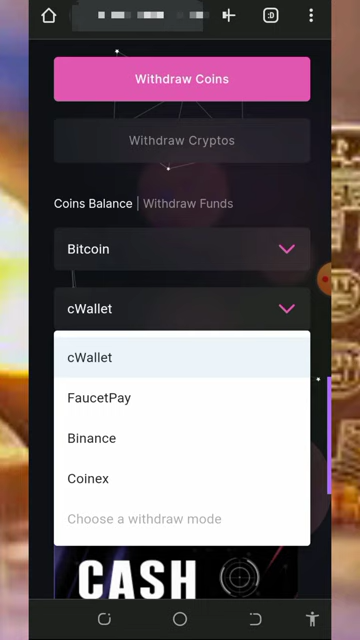 :D
Withdraw Coins
Withdraw Cryptos
Coins Balance | Withdraw Funds
Bitcoin
cWallet
cWallet
FaucetPay
Binance
Coinex
Choose a withdraw mode
CASH